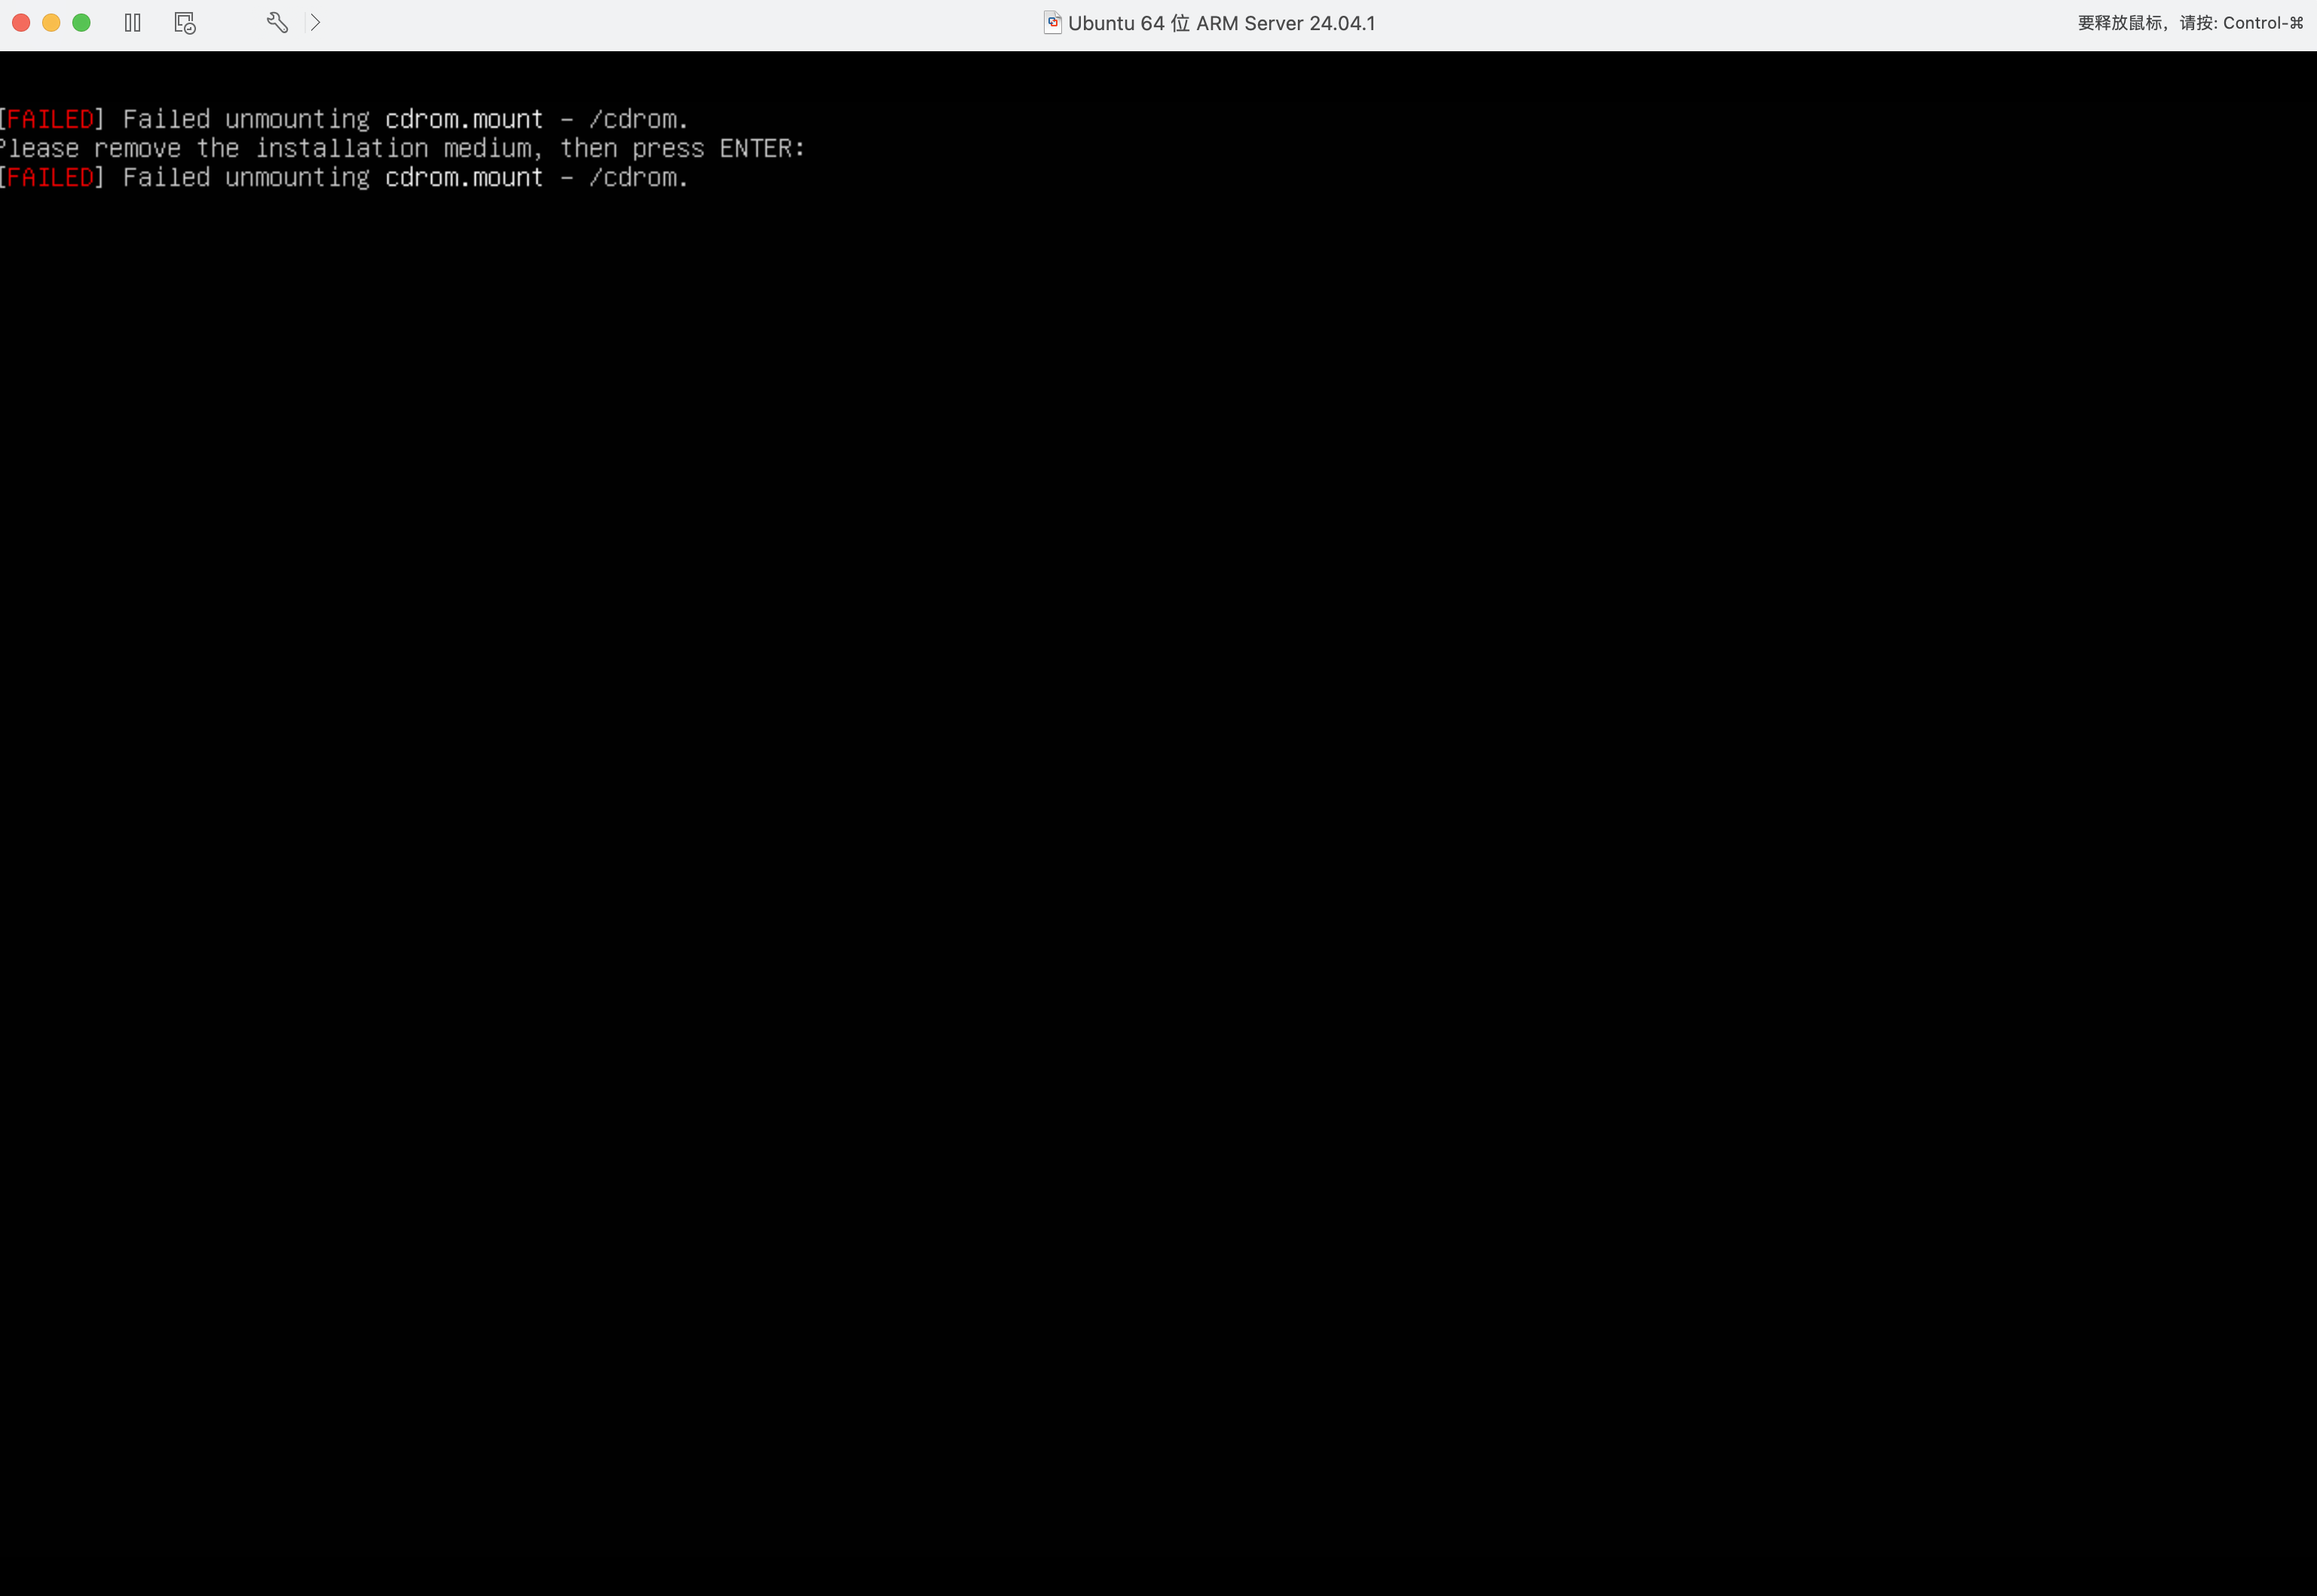 Ubuntu 64 位 ARM Server 24.04.1
要释放鼠标，请按: Control-⌘
[FAILED] Failed unmounting cdrom.mount - /cdrom.
Please remove the installation medium, then press ENTER:
[FAILED] Failed unmounting cdrom.mount - /cdrom.